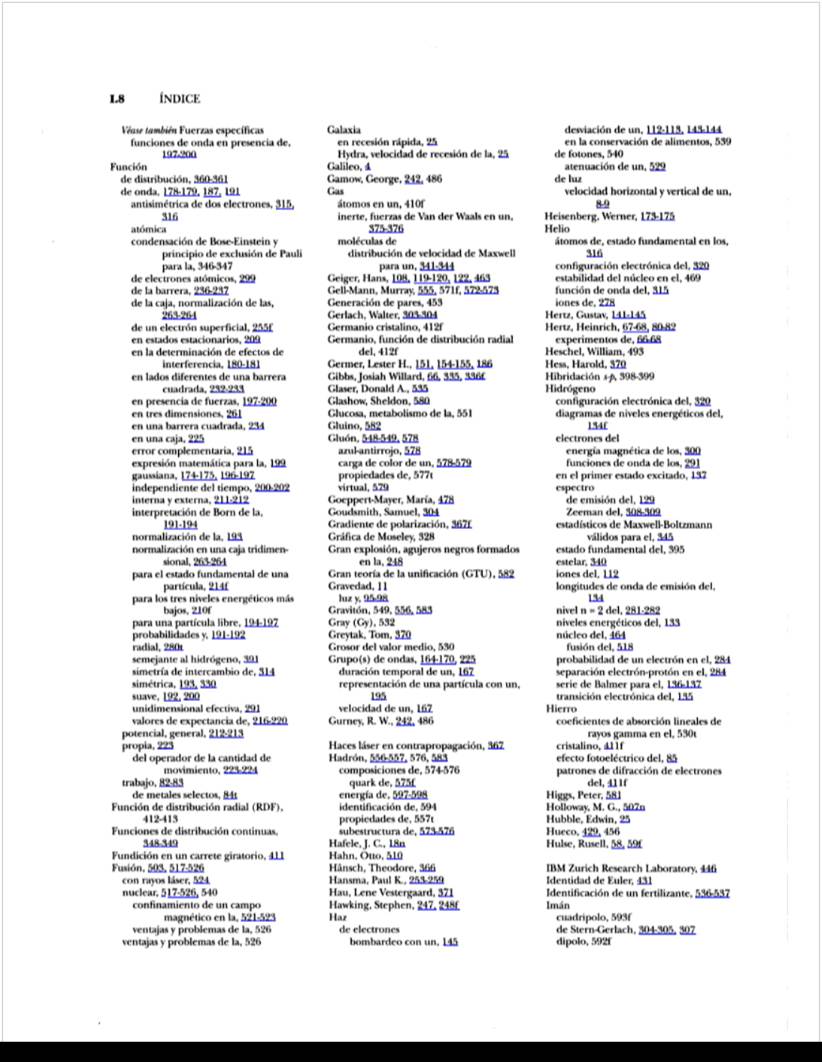 I.8 ÍNDICE
Véase también Fuerzas específicas
funciones de onda en presencia de,
197-200
Función
de distribución, 360-361
de onda, 178-179, 187, 191
antisimétrica de dos electrones, 315,
316
atómica
condensación de Bose-Einstein y
principio de exclusión de Pauli
para la, 346-347
de electrones atómicos, 299
de la barrera, 236-237
de la caja, normalización de las,
263-264
de un electrón superficial, 255f
en estados estacionarios, 209
en la determinación de efectos de
interferencia, 180-181
en lados diferentes de una barrera
cuadrada, 232-233
en presencia de fuerzas, 197-200
en tres dimensiones, 261
en una barrera cuadrada, 234
en una caja, 225
error complementaria, 215
expresión matemática para la, 199
gaussiana, 174-175, 196-197
independiente del tiempo, 200-202
interna y externa, 211-212
interpretación de Born de la,
191-194
normalización de la, 193
normalización en una caja tridimen-
sional, 263-264
para el estado fundamental de una
partícula, 214f
para los tres niveles energéticos más
bajos, 210f
para una partícula libre, 194-197
probabilidades y, 191-192
radial, 280t
semejante al hidrógeno, 391
simetría de intercambio de, 314
simétrica, 193, 330
suave, 192, 200
unidimensional efectiva, 291
valores de expectancia de, 216-220
potencial, general, 212-213
propia, 223
del operador de la cantidad de
movimiento, 223-224
trabajo, 82-83
de metales selectos, 84t
Función de distribución radial (RDF),
412-413
Funciones de distribución continuas,
348-349
Fundición en un carrete giratorio, 411
Fusión, 503, 517-526
con rayos láser, 524
nuclear, 517-526, 540
confinamiento de un campo
magnético en la, 521-523
ventajas y problemas de la, 526
ventajas y problemas de la, 526
Galaxia
en recesión rápida, 25
Hydra, velocidad de recesión de la, 25
Galileo, 4
Gamow, George, 242, 486
Gas
átomos en un, 410f
inerte, fuerzas de Van der Waals en un,
375-376
moléculas de
distribución de velocidad de Maxwell
para un, 341-344
Geiger, Hans, 108, 119-120, 122, 463
Gell-Mann, Murray, 555, 571f, 572-573
Generación de pares, 453
Gerlach, Walter, 303-304
Germanio cristalino, 412f
Germanio, función de distribución radial
del, 412f
Germer, Lester H., 151, 154-155, 186
Gibbs, Josiah Willard, 66, 335, 336f
Glaser, Donald A., 535
Glashow, Sheldon, 580
Glucosa, metabolismo de la, 551
Gluino, 582
Gluón, 548-549, 578
azul-antirrojo, 578
carga de color de un, 578-579
propiedades de, 577t
virtual, 579
Goeppert-Mayer, María, 478
Goudsmith, Samuel, 304
Gradiente de polarización, 367f
Gráfica de Moseley, 328
Gran explosión, agujeros negros formados
en la, 248
Gran teoría de la unificación (GTU), 582
Gravedad, 11
luz y, 95-98
Gravitón, 549, 556, 583
Gray (Gy), 532
Greytak, Tom, 370
Grosor del valor medio, 530
Grupo(s) de ondas, 164-170, 225
duración temporal de un, 167
representación de una partícula con un,
195
velocidad de un, 167
Gurney, R. W., 242, 486
Haces láser en contrapropagación, 367
Hadrón, 556-557, 576, 583
composiciones de, 574-576
quark de, 575f
energía de, 597-598
identificación de, 594
propiedades de, 557t
subestructura de, 573-576
Hafele, J. C., 18n
Hahn, Otto, 510
Hänsch, Theodore, 366
Hansma, Paul K., 253-259
Hau, Lene Vestergaard, 371
Hawking, Stephen, 247, 248f
Haz
de electrones
bombardeo con un, 145
desviación de un, 112-113, 143-144
en la conservación de alimentos, 539
de fotones, 540
atenuación de un, 529
de luz
velocidad horizontal y vertical de un,
8-9
Heisenberg, Werner, 173-175
Helio
átomos de, estado fundamental en los,
316
configuración electrónica del, 320
estabilidad del núcleo en el, 469
función de onda del, 315
iones de, 278
Hertz, Gustav, 141-145
Hertz, Heinrich, 67-68, 80-82
experimentos de, 66-68
Heschel, William, 493
Hess, Harold, 370
Hibridación s-p, 398-399
Hidrógeno
configuración electrónica del, 320
diagramas de niveles energéticos del,
134f
electrones del
energía magnética de los, 300
funciones de onda de los, 291
en el primer estado excitado, 137
espectro
de emisión del, 129
Zeeman del, 308-309
estadísticos de Maxwell-Boltzmann
válidos para el, 345
estado fundamental del, 395
estelar, 340
iones del, 112
longitudes de onda de emisión del,
134
nivel n = 2 del, 281-282
niveles energéticos del, 133
núcleo del, 464
fusión del, 518
probabilidad de un electrón en el, 284
separación electrón-protón en el, 284
serie de Balmer para el, 136-137
transición electrónica del, 135
Hierro
coeficientes de absorción lineales de
rayos gamma en el, 530t
cristalino, 411f
efecto fotoeléctrico del, 85
patrones de difracción de electrones
del, 411f
Higgs, Peter, 581
Holloway, M. G., 507n
Hubble, Edwin, 25
Hueco, 429, 456
Hulse, Rusell, 58, 59f
IBM Zurich Research Laboratory, 446
Identidad de Euler, 431
Identificación de un fertilizante, 536-537
Imán
cuadripolo, 593f
de Stern-Gerlach, 304-305, 307
dipolo, 592f